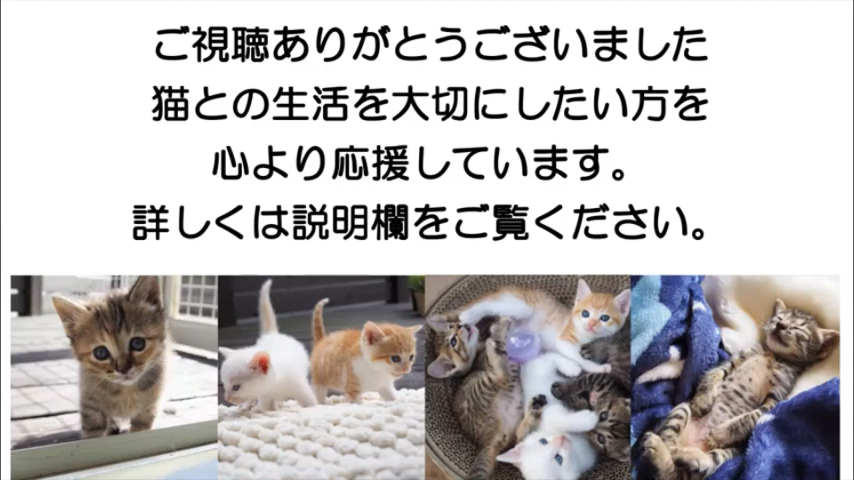 ご視聴ありがとうございました
猫との生活を大切にしたい方を
心より応援しています。
詳しくは説明欄をご覧ください。